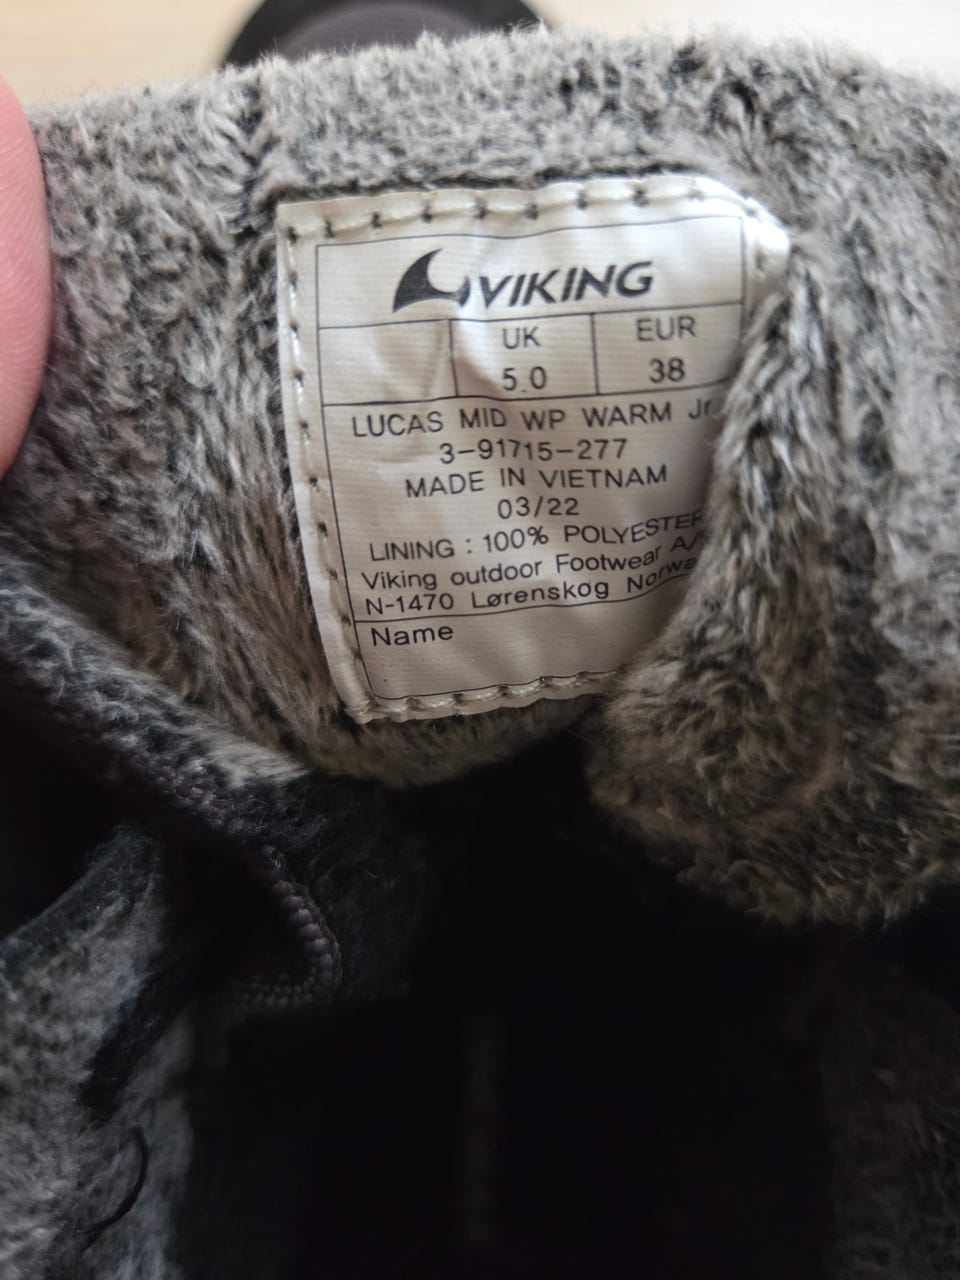 VIKING
UK EUR
5.0 38
LUCAS MID WP WARM Jr
3-91715-277
MADE IN VIETNAM
03/22
LINING : 100% POLYESTER
Viking outdoor Footwear
N-1470 Lørenskog
Name